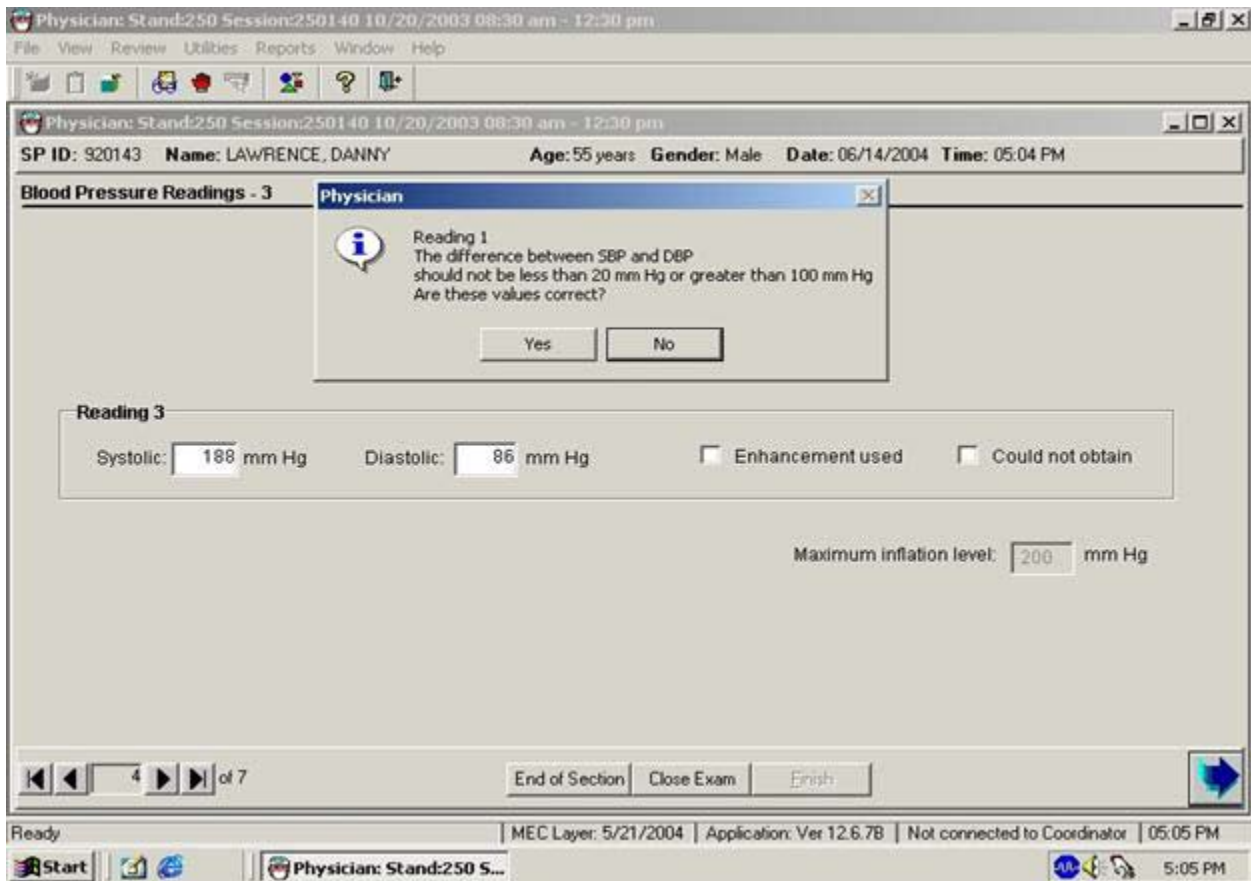 Physician: Stand:250 Session:250140 10/20/2003 08:30 am - 12:30 pm
File View Review Utilities Reports Window Help
Physician: Stand:250 Session:250140 10/20/2003 08:30 am - 12:30 pm
SP ID: 920143 Name: LAWRENCE, DANNY Age: 55 years Gender: Male Date: 06/14/2004 Time: 05:04 PM
Blood Pressure Readings - 3
Physician
Reading 1
The difference between SBP and DBP
should not be less than 20 mm Hg or greater than 100 mm Hg
Are these values correct?
Yes No
Reading 3
Systolic: 188 mm Hg Diastolic: 86 mm Hg Enhancement used Could not obtain
Maximum inflation level: 200 mm Hg
4 of 7 End of Section Close Exam Finish
Ready MEC Layer: 5/21/2004 Application: Ver 12.6.78 Not connected to Coordinator 05:05 PM
Start Physician: Stand:250 S... 5:05 PM